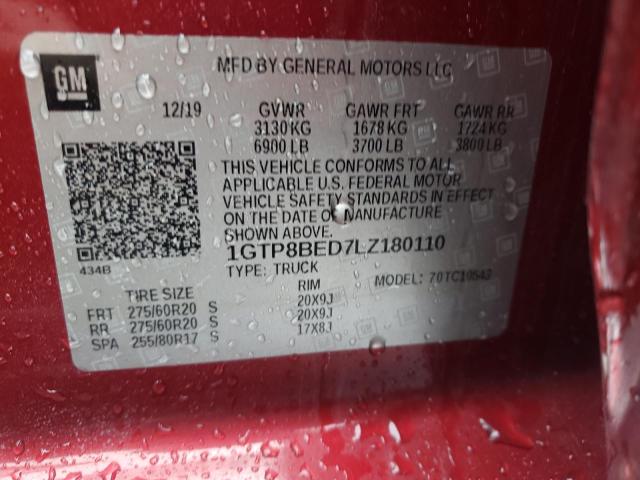 GM
MFD BY GENERAL MOTORS LLC
12/19 GVWR GAWR FRT GAWR RR
3130 KG 1678 KG 1724 KG
6900 LB 3700 LB 3800 LB
THIS VEHICLE CONFORMS TO ALL
APPLICABLE U.S. FEDERAL MOTOR
VEHICLE SAFETY STANDARDS IN EFFECT
ON THE DATE OF MANUFACTURE
SHOWN ABOVE.
1GTP8BED7LZ180110
434B
TYPE: TRUCK
MODEL: 70TC10543
TIRE SIZE RIM
FRT 275/60R20 S 20X9J
RR 275/60R20 S 20X9J
SPA 255/80R17 S 17X8J